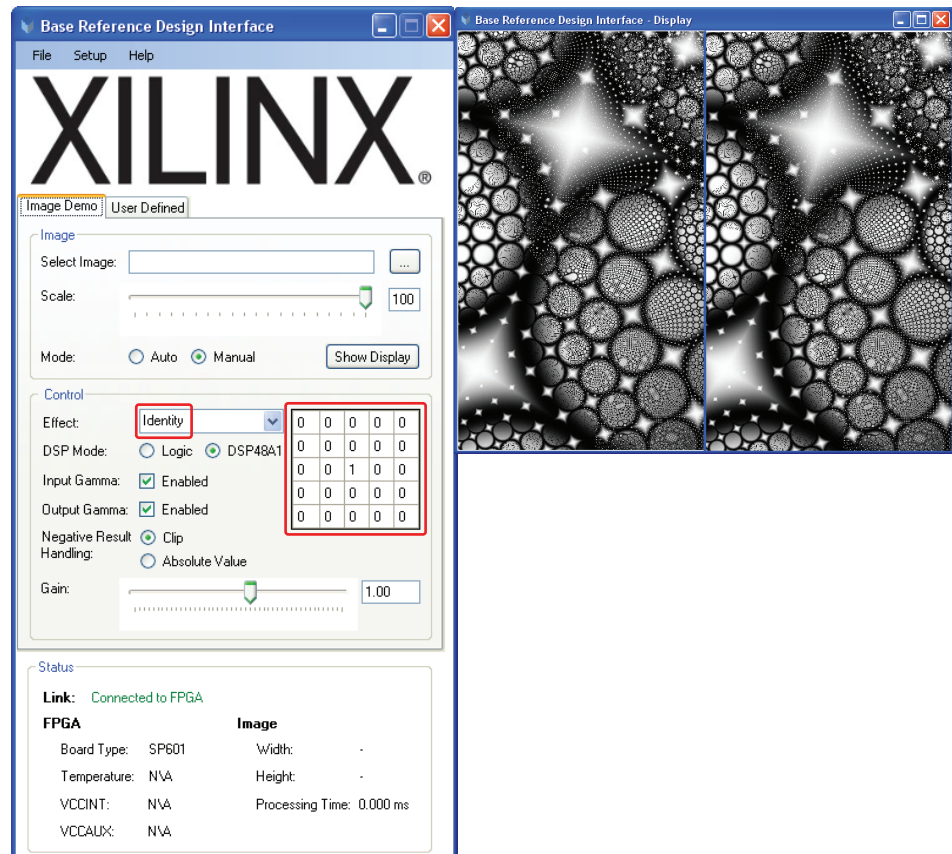 Base Reference Design Interface
File Setup Help
XILINX®
Image Demo User Defined
Image
Select Image: ...
Scale: 100
Mode: Auto Manual Show Display
Control
Effect: Identity
DSP Mode: Logic DSP48A1
Input Gamma: Enabled
Output Gamma: Enabled
Negative Result Handling: Clip
Absolute Value
Gain: 1.00
0 0 0 0 0
0 0 0 0 0
0 0 1 0 0
0 0 0 0 0
0 0 0 0 0
Status
Link: Connected to FPGA
FPGA Image
Board Type: SP601 Width: -
Temperature: N\A Height: -
VCCINT: N\A Processing Time: 0.000 ms
VCCAUX: N\A
Base Reference Design Interface - Display